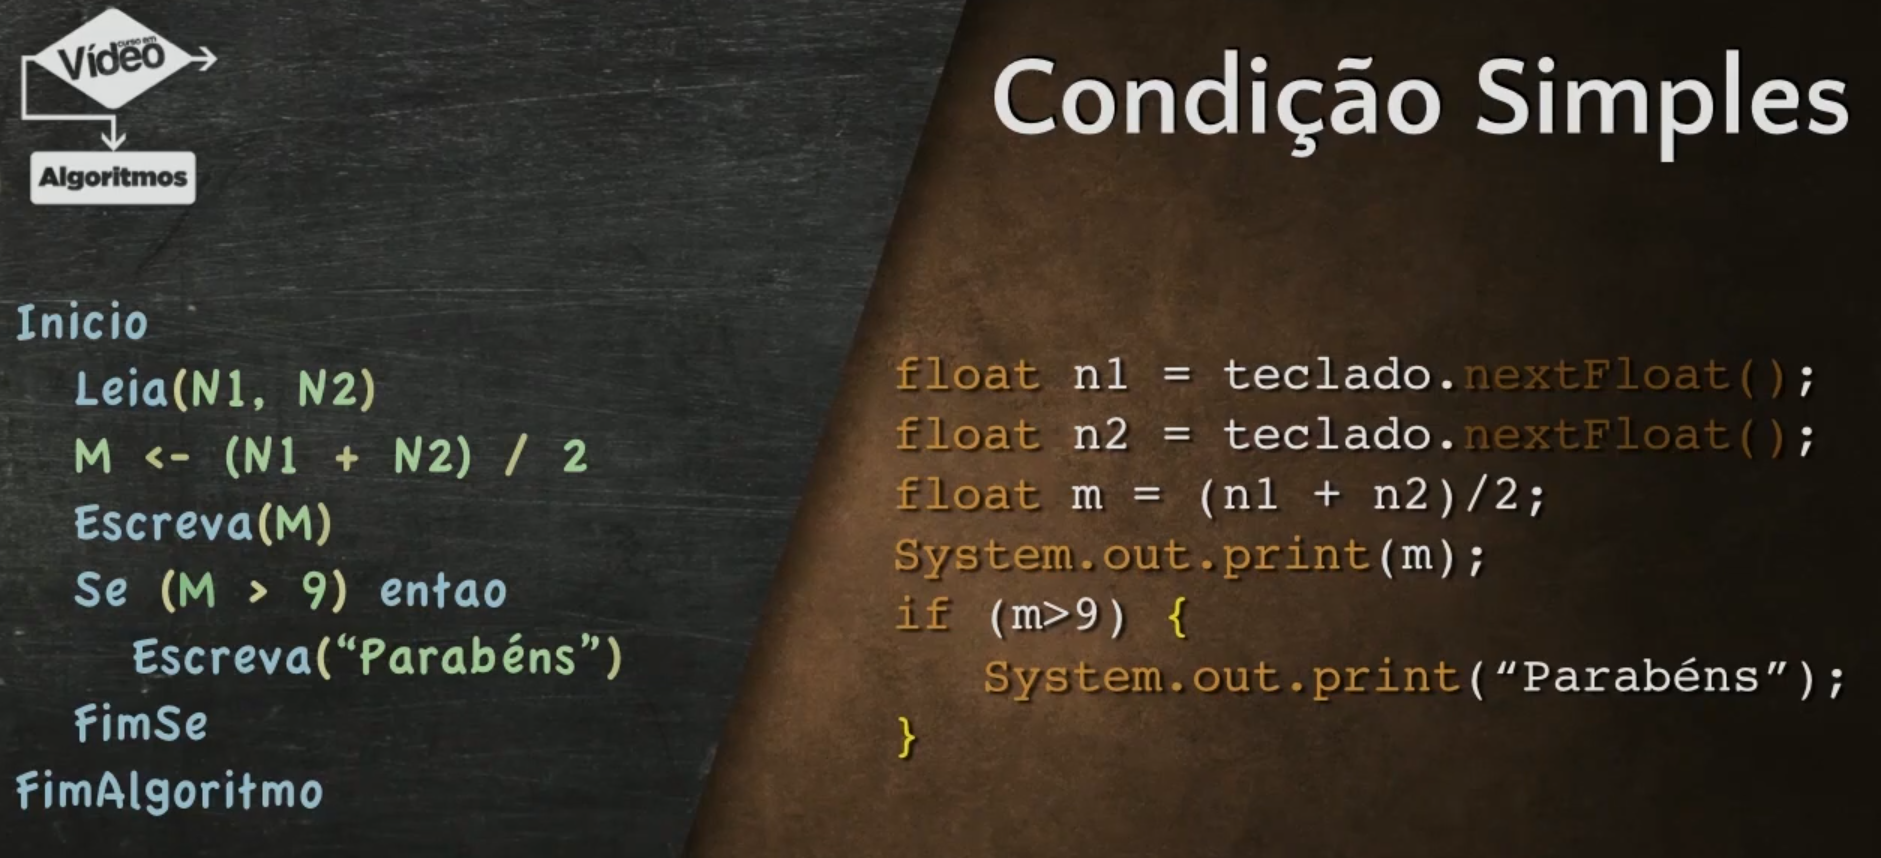 curso em
Vídeo
Algoritmos
Condição Simples
Inicio
Leia(N1, N2)
M <- (N1 + N2) / 2
Escreva(M)
Se (M > 9) entao
Escreva(“Parabéns”)
FimSe
FimAlgoritmo
float n1 = teclado.nextFloat();
float n2 = teclado.nextFloat();
float m = (n1 + n2)/2;
System.out.print(m);
if (m>9) {
System.out.print(“Parabéns”);
}